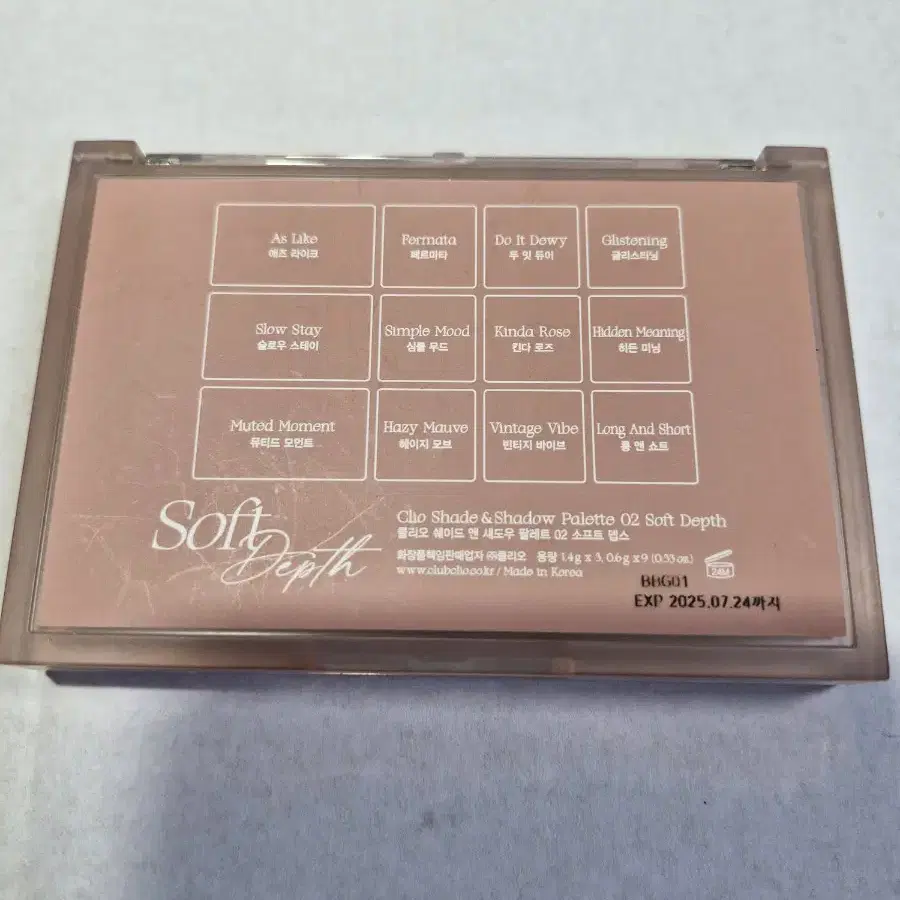 As Like
애즈 라이크
Fermata
페르마타
Do It Dewy
두 잇 듀이
Glistening
글리스터닝
Slow Stay
슬로우 스테이
Simple Mood
심플 무드
Kinda Rose
킨다 로즈
Hidden Meaning
히든 미닝
Muted Moment
뮤티드 모먼트
Hazy Mauve
헤이지 모브
Vintage Vibe
빈티지 바이브
Long And Short
롱 앤 쇼트
Soft
Depth
Clio Shade & Shadow Palette 02 Soft Depth
클리오 쉐이드 앤 섀도우 팔레트 02 소프트 뎁스
화장품책임판매업자 ㈜클리오 용량 1.4g x 3, 0.6g x 9 (0.33 oz.)
www.clubclio.co.kr / Made in Korea
24M
BBG01
EXP 2025.07.24까지